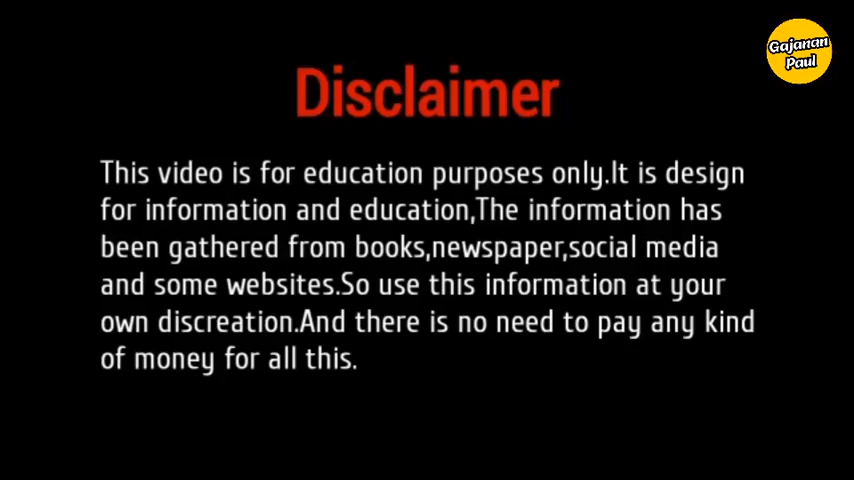 Gajanan
Paul
Disclaimer
This video is for education purposes only.It is design
for information and education,The information has
been gathered from books,newspaper,social media
and some websites.So use this information at your
own discreation.And there is no need to pay any kind
of money for all this.